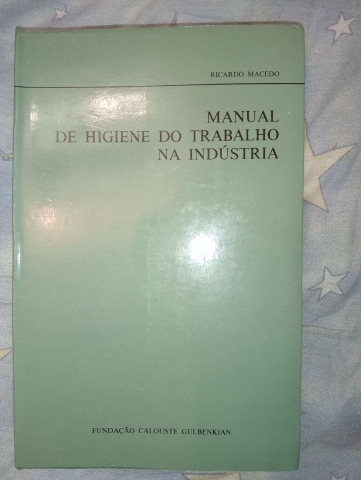 RICARDO MACEDO
MANUAL
DE HIGIENE DO TRABALHO
NA INDÚSTRIA
FUNDAÇÃO CALOUSTE GULBENKIAN